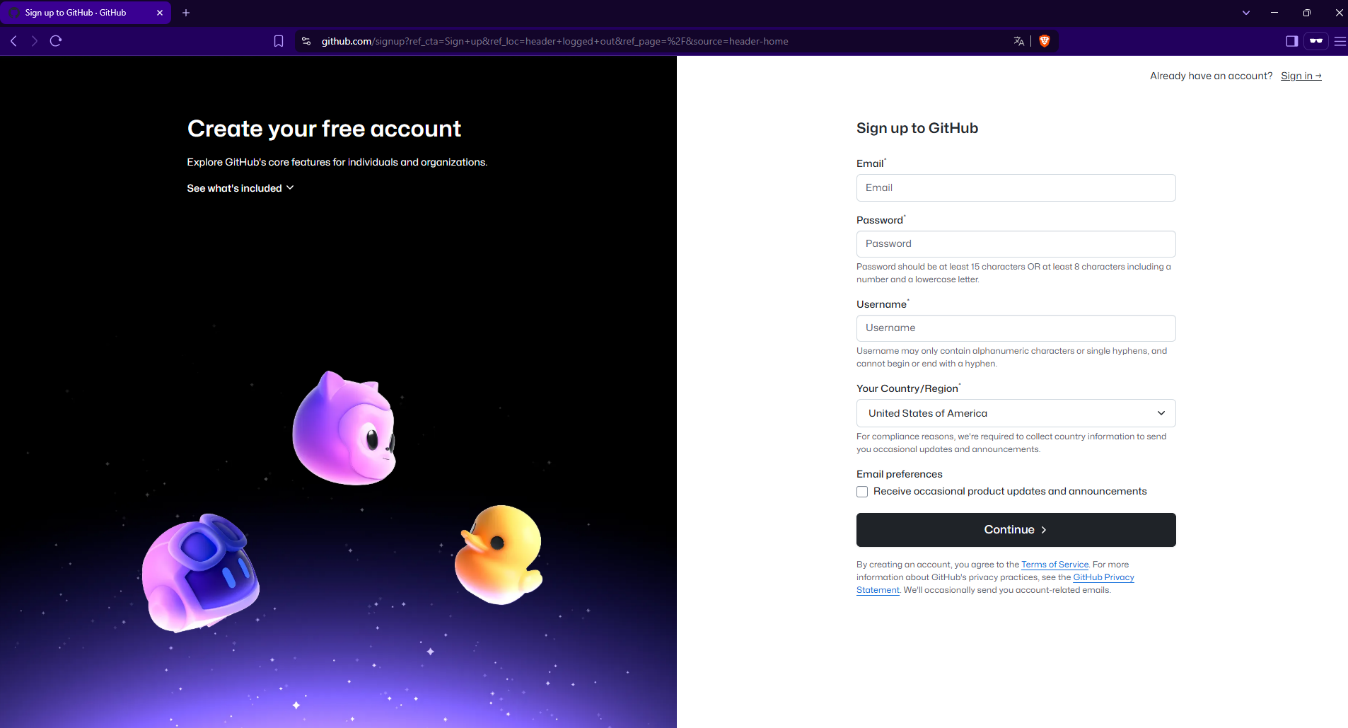 Sign up to GitHub · GitHub
github.com/signup?ref_cta=Sign+up&ref_loc=header+logged+out&ref_page=%2F&source=header-home
Create your free account
Explore GitHub's core features for individuals and organizations.
See what's included
Already have an account? Sign in →
Sign up to GitHub
Email*
Email
Password*
Password
Password should be at least 15 characters OR at least 8 characters including a
number and a lowercase letter.
Username*
Username
Username may only contain alphanumeric characters or single hyphens, and
cannot begin or end with a hyphen.
Your Country/Region*
United States of America
For compliance reasons, we're required to collect country information to send
you occasional updates and announcements.
Email preferences
Receive occasional product updates and announcements
Continue
By creating an account, you agree to the Terms of Service. For more
information about GitHub's privacy practices, see the GitHub Privacy
Statement. We'll occasionally send you account-related emails.